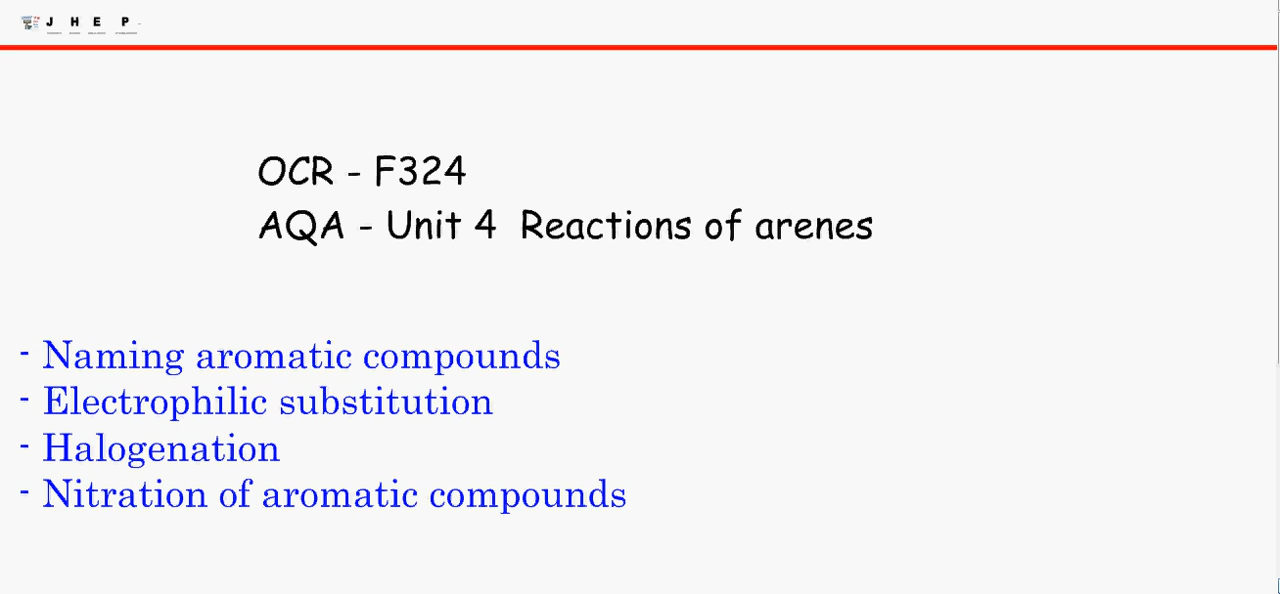 J H E P
OCR - F324
AQA - Unit 4 Reactions of arenes
- Naming aromatic compounds
- Electrophilic substitution
- Halogenation
- Nitration of aromatic compounds